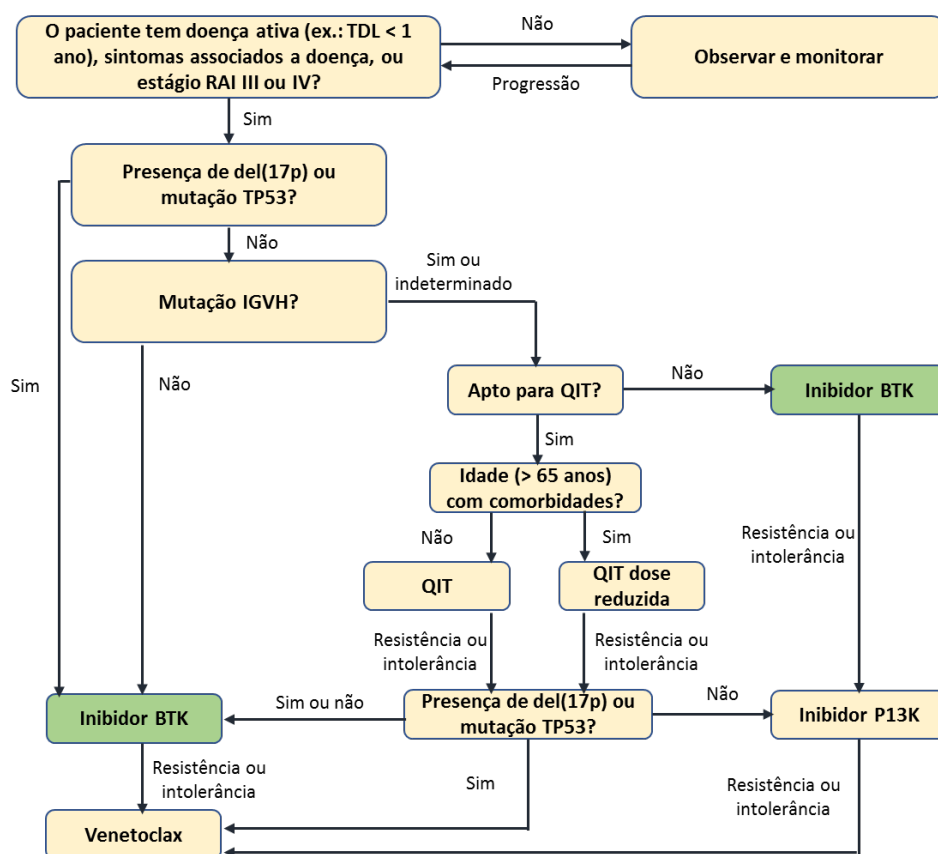 O paciente tem doença ativa (ex.: TDL < 1
ano), sintomas associados a doença, ou
estágio RAI III ou IV?
Não
Progressão
Observar e monitorar
Sim
Presença de del(17p) ou
mutação TP53?
Não
Sim ou
indeterminado
Mutação IGVH?
Sim
Não
Apto para QIT?
Não
Inibidor BTK
Sim
Idade (> 65 anos)
com comorbidades?
Não
Sim
Resistência ou
intolerância
QIT
QIT dose
reduzida
Resistência ou
intolerância
Resistência ou
intolerância
Inibidor BTK
Sim ou não
Presença de del(17p) ou
mutação TP53?
Não
Inibidor P13K
Resistência ou
intolerância
Sim
Resistência ou
intolerância
Venetoclax